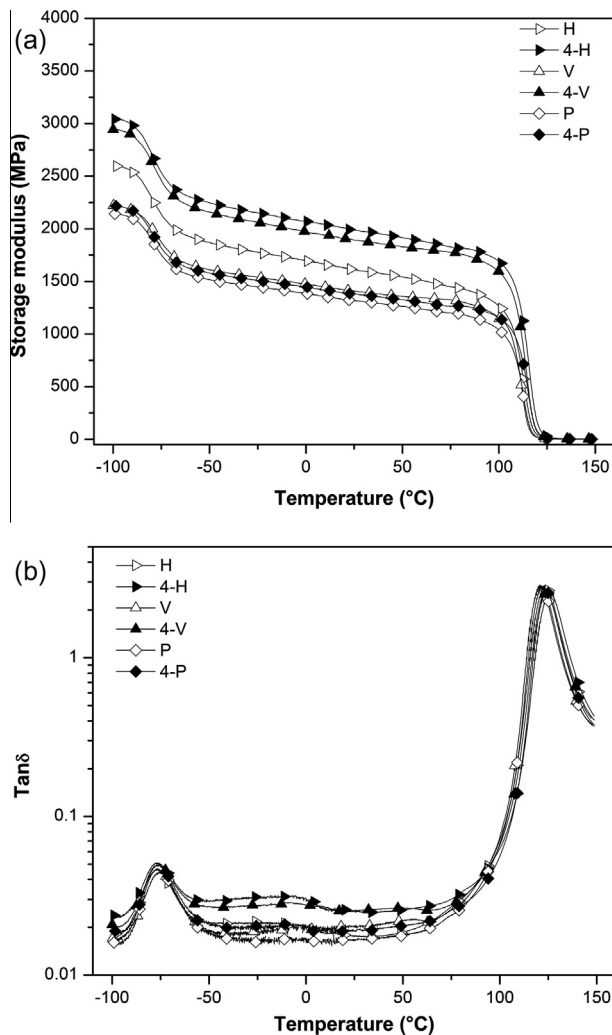 (a)
4000
3500
3000
2500
2000
1500
1000
500
0
Storage modulus (MPa)
H
4-H
V
4-V
P
4-P
-100 -50 0 50 100 150
Temperature (°C)
(b)
H
4-H
V
4-V
P
4-P
1
0.1
0.01
Tanδ
-100 -50 0 50 100 150
Temperature (°C)